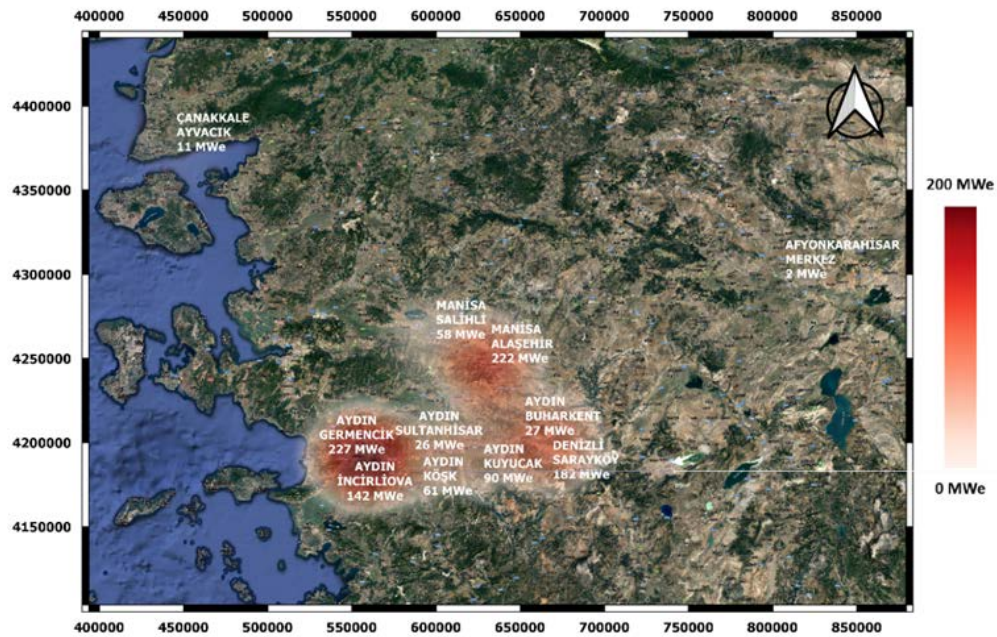 400000 450000 500000 550000 600000 650000 700000 750000 800000 850000
4400000
4350000
4300000
4250000
4200000
4150000
ÇANAKKALE
AYVACIK
11 MWe
AFYONKARAHİSAR
MERKEZ
2 MWe
MANİSA
SALİHLİ
58 MWe
MANİSA
ALAŞEHİR
222 MWe
AYDIN
BUHARKENT
27 MWe
AYDIN
GERMENCİK
227 MWe
AYDIN
SULTANHİSAR
26 MWe
DENİZLİ
SARAYKÖY
182 MWe
AYDIN
KUYUCAK
90 MWe
AYDIN
KÖŞK
61 MWe
AYDIN
İNCİRLİOVA
142 MWe
200 MWe
0 MWe
400000 450000 500000 550000 600000 650000 700000 750000 800000 850000